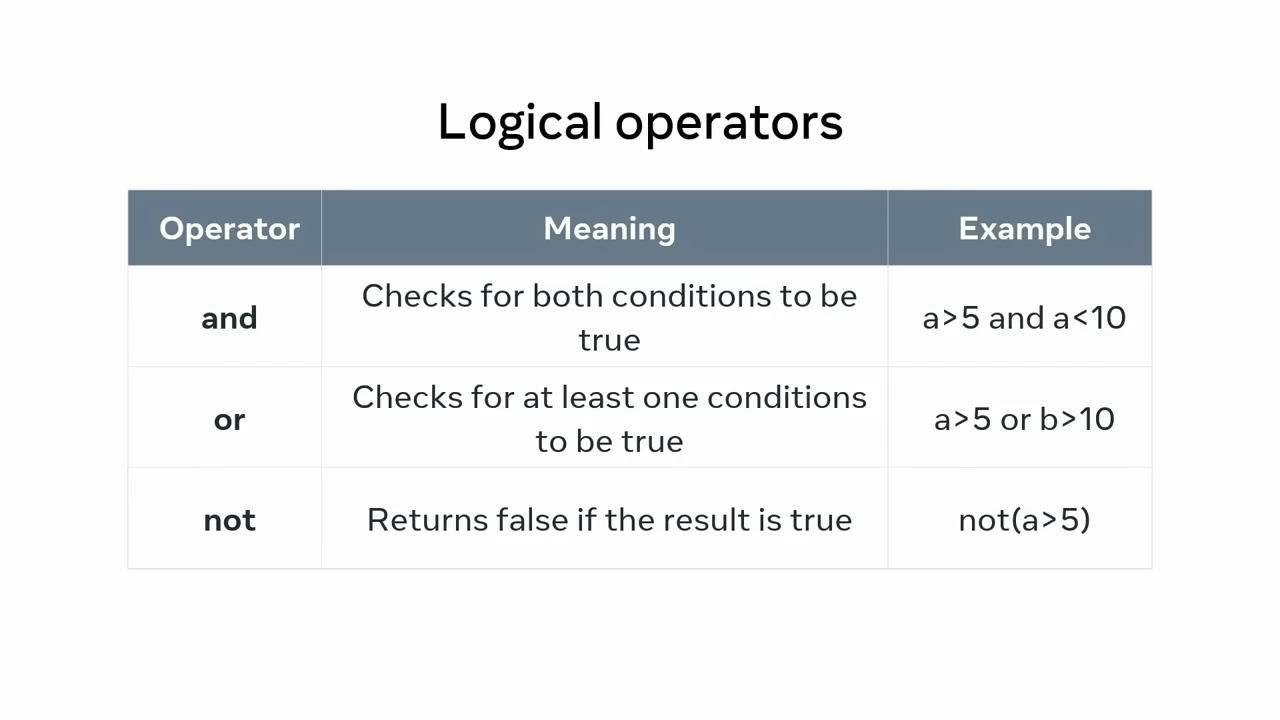 Logical operators
Operator Meaning Example
and Checks for both conditions to be true a>5 and a<10
or Checks for at least one conditions to be true a>5 or b>10
not Returns false if the result is true not(a>5)